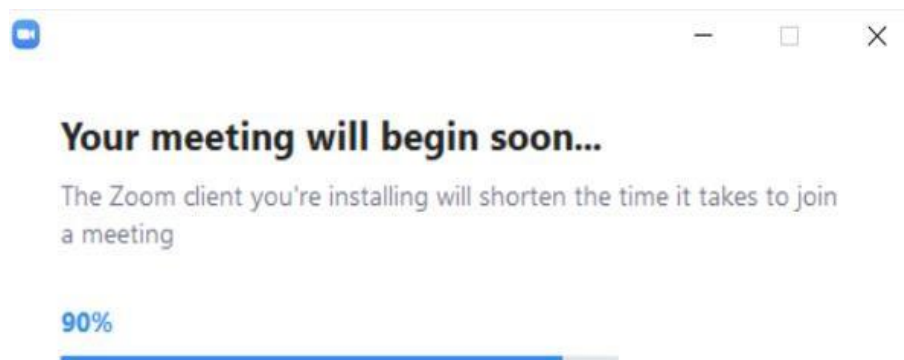 Your meeting will begin soon...
The Zoom client you're installing will shorten the time it takes to join
a meeting
90%